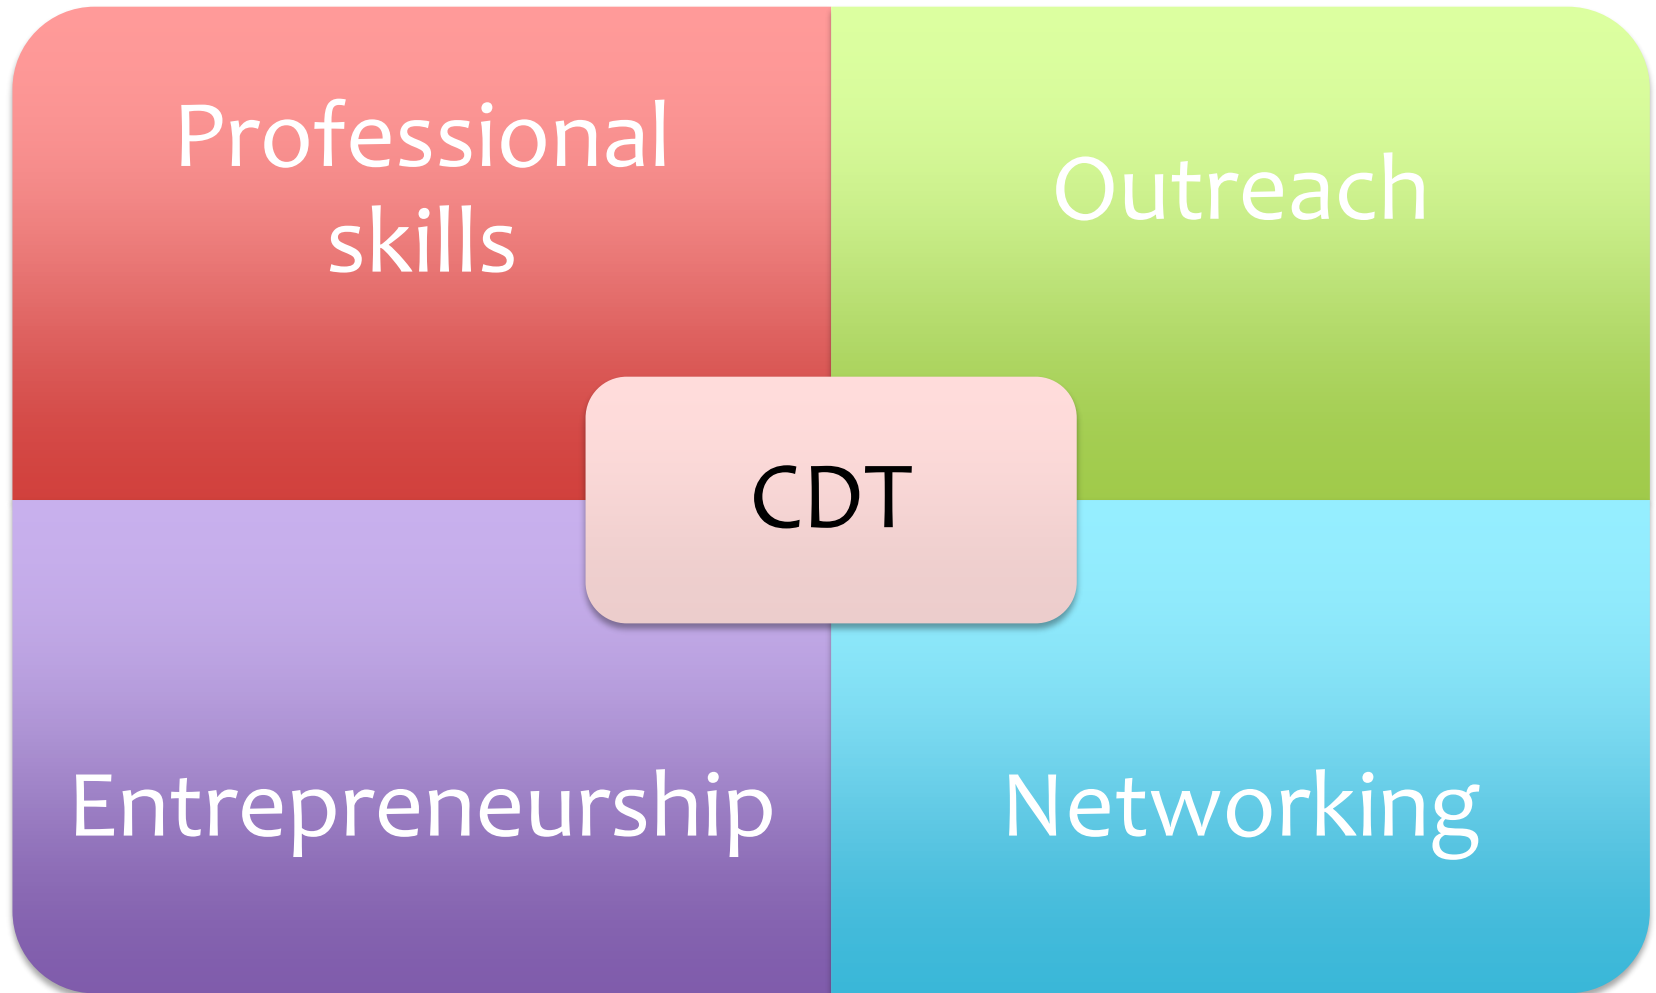 Professional
skills
Outreach
CDT
Entrepreneurship
Networking